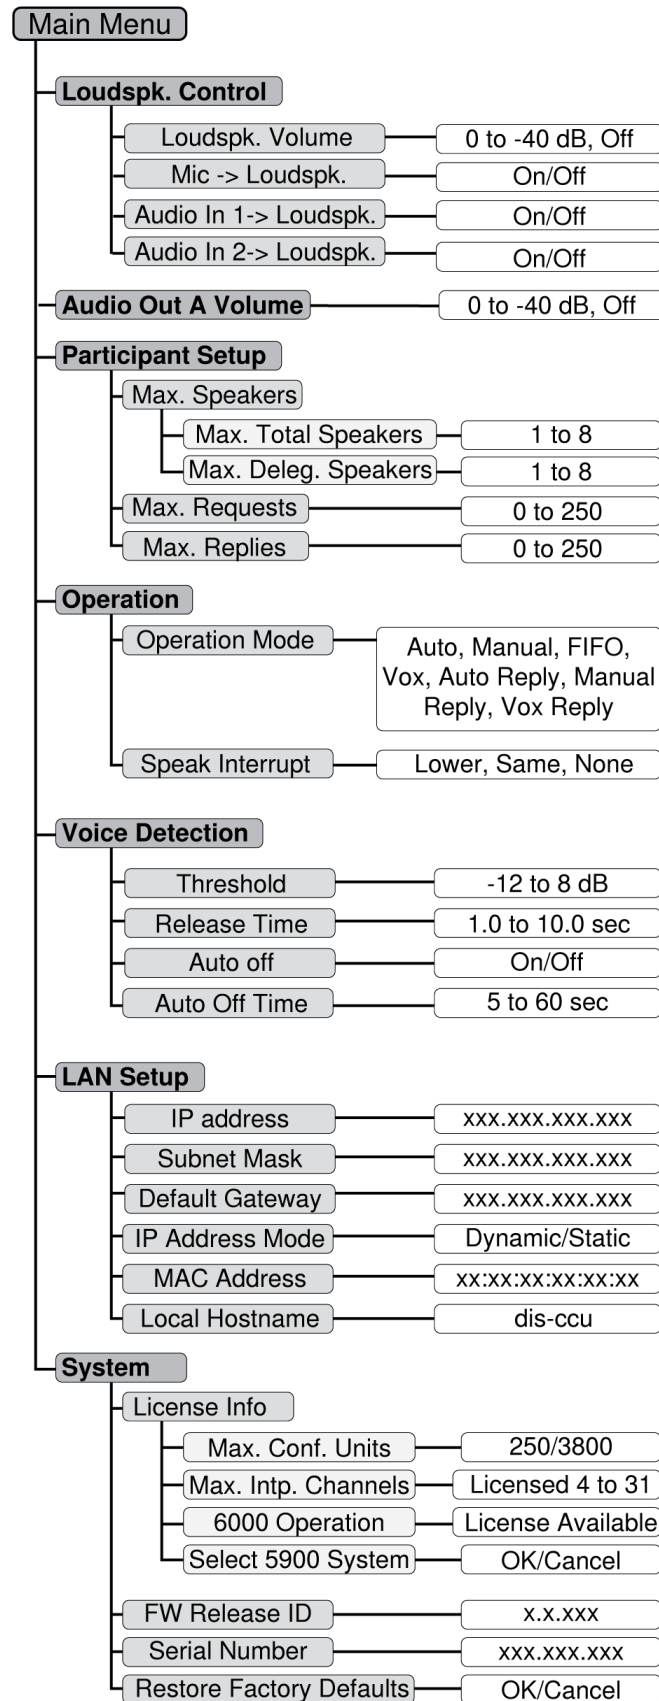 Main Menu
Loudspk. Control
Loudspk. Volume 0 to -40 dB, Off
Mic -> Loudspk. On/Off
Audio In 1-> Loudspk. On/Off
Audio In 2-> Loudspk. On/Off
Audio Out A Volume 0 to -40 dB, Off
Participant Setup
Max. Speakers
Max. Total Speakers 1 to 8
Max. Deleg. Speakers 1 to 8
Max. Requests 0 to 250
Max. Replies 0 to 250
Operation
Operation Mode Auto, Manual, FIFO,
Vox, Auto Reply, Manual
Reply, Vox Reply
Speak Interrupt Lower, Same, None
Voice Detection
Threshold -12 to 8 dB
Release Time 1.0 to 10.0 sec
Auto off On/Off
Auto Off Time 5 to 60 sec
LAN Setup
IP address xxx.xxx.xxx.xxx
Subnet Mask xxx.xxx.xxx.xxx
Default Gateway xxx.xxx.xxx.xxx
IP Address Mode Dynamic/Static
MAC Address xx:xx:xx:xx:xx:xx
Local Hostname dis-ccu
System
License Info
Max. Conf. Units 250/3800
Max. Intp. Channels Licensed 4 to 31
6000 Operation License Available
Select 5900 System OK/Cancel
FW Release ID x.x.xxx
Serial Number xxx.xxx.xxx
Restore Factory Defaults OK/Cancel